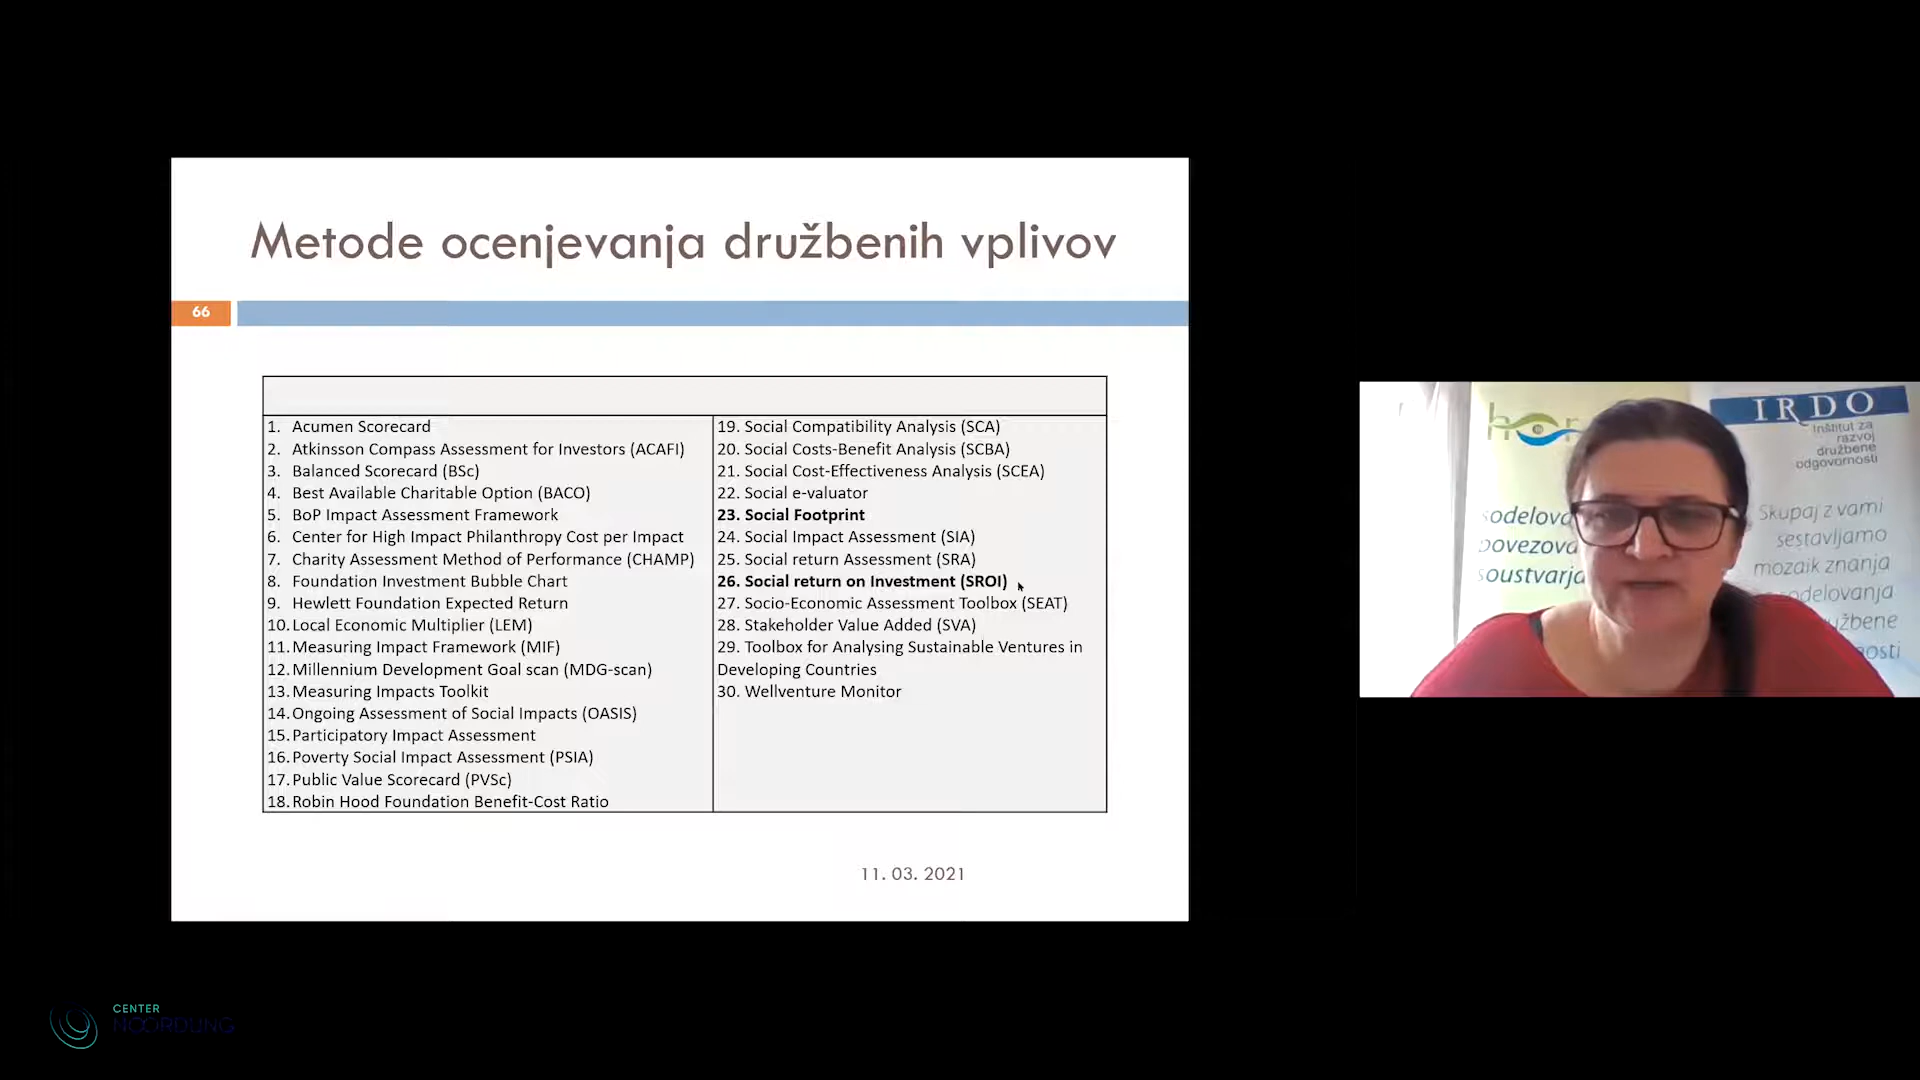 Metode ocenjevanja družbenih vplivov
66
1. Acumen Scorecard
2. Atkinsson Compass Assessment for Investors (ACAFI)
3. Balanced Scorecard (BSc)
4. Best Available Charitable Option (BACO)
5. BoP Impact Assessment Framework
6. Center for High Impact Philanthropy Cost per Impact
7. Charity Assessment Method of Performance (CHAMP)
8. Foundation Investment Bubble Chart
9. Hewlett Foundation Expected Return
10. Local Economic Multiplier (LEM)
11. Measuring Impact Framework (MIF)
12. Millennium Development Goal scan (MDG-scan)
13. Measuring Impacts Toolkit
14. Ongoing Assessment of Social Impacts (OASIS)
15. Participatory Impact Assessment
16. Poverty Social Impact Assessment (PSIA)
17. Public Value Scorecard (PVSc)
18. Robin Hood Foundation Benefit-Cost Ratio
19. Social Compatibility Analysis (SCA)
20. Social Costs-Benefit Analysis (SCBA)
21. Social Cost-Effectiveness Analysis (SCEA)
22. Social e-valuator
23. Social Footprint
24. Social Impact Assessment (SIA)
25. Social return Assessment (SRA)
26. Social return on Investment (SROI)
27. Socio-Economic Assessment Toolbox (SEAT)
28. Stakeholder Value Added (SVA)
29. Toolbox for Analysing Sustainable Ventures in
Developing Countries
30. Wellventure Monitor
11. 03. 2021
IRDO
Inštitut za
razvoj
družbene
odgovornosti
Skupaj z vami
sestavljamo
mozaik znanja
CENTER
NOORDUNG